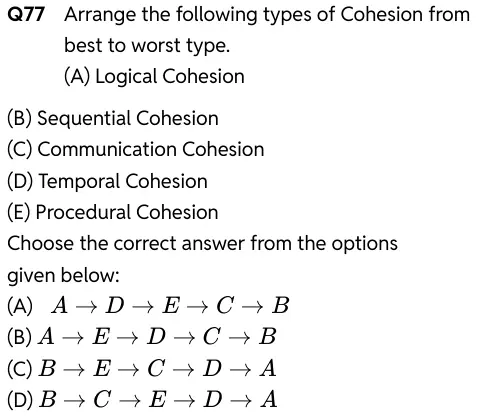 Q77 Arrange the following types of Cohesion from
best to worst type.
(A) Logical Cohesion
(B) Sequential Cohesion
(C) Communication Cohesion
(D) Temporal Cohesion
(E) Procedural Cohesion
Choose the correct answer from the options
given below:
(A) A → D → E → C → B
(B) A → E → D → C → B
(C) B → E → C → D → A
(D) B → C → E → D → A